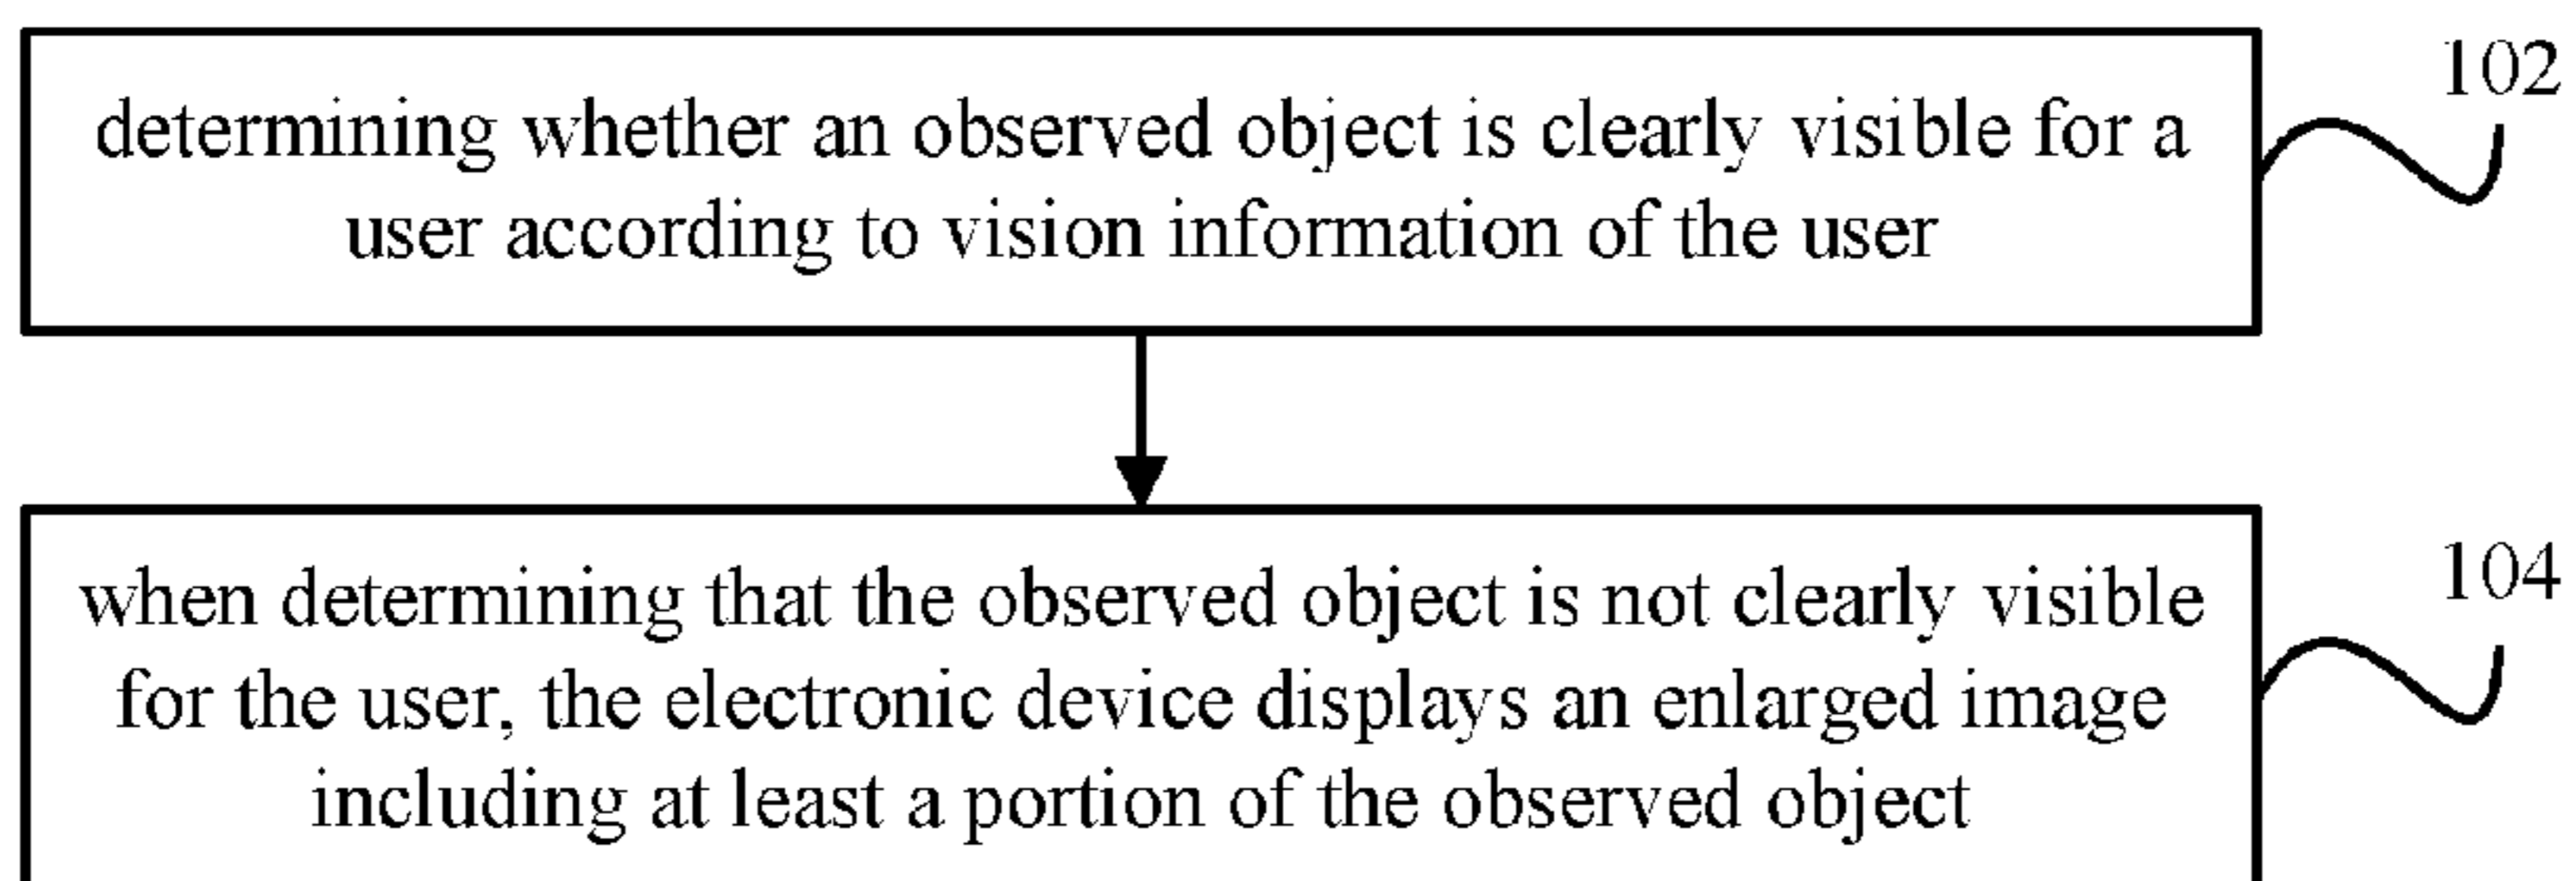 102
determining whether an observed object is clearly visible for a
user according to vision information of the user
104
when determining that the observed object is not clearly visible
for the user, the electronic device displays an enlarged image
including at least a portion of the observed object